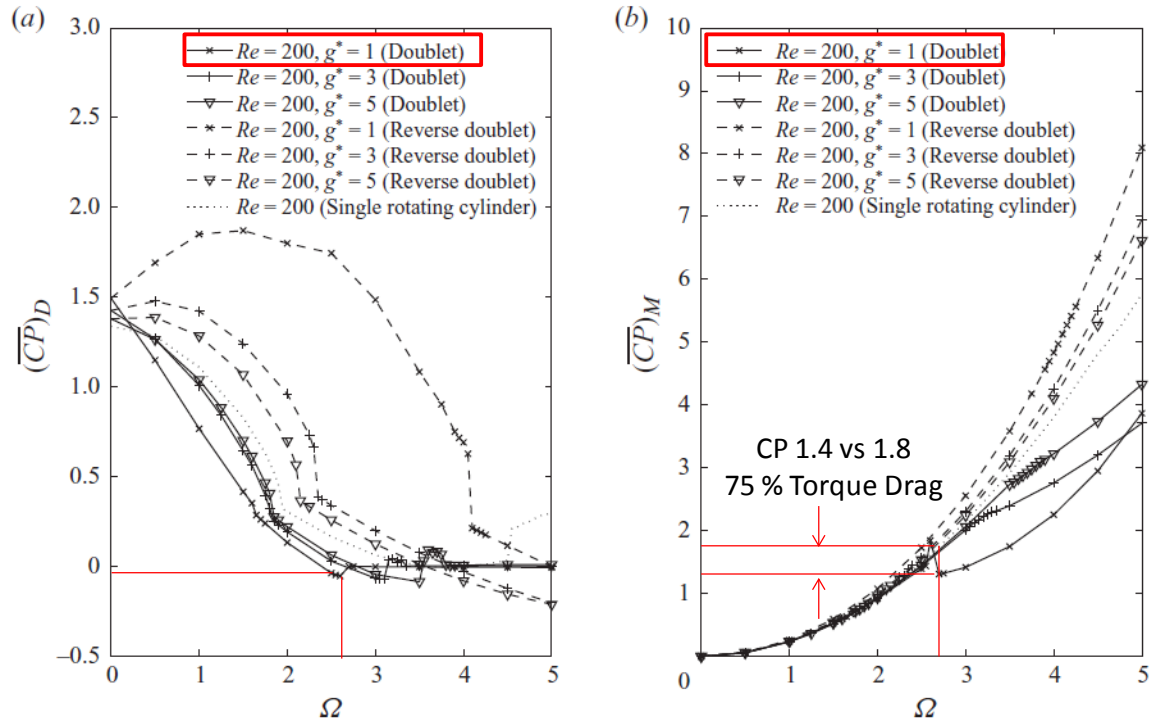 (a)
3.0
2.5
2.0
1.5
1.0
0.5
0
–0.5
(C̅P̅)D
Re = 200, g* = 1 (Doublet)
Re = 200, g* = 3 (Doublet)
Re = 200, g* = 5 (Doublet)
Re = 200, g* = 1 (Reverse doublet)
Re = 200, g* = 3 (Reverse doublet)
Re = 200, g* = 5 (Reverse doublet)
Re = 200 (Single rotating cylinder)
0 1 2 3 4 5
Ω
(b)
10
9
8
7
6
5
4
3
2
1
0
(C̅P̅)M
Re = 200, g* = 1 (Doublet)
Re = 200, g* = 3 (Doublet)
Re = 200, g* = 5 (Doublet)
Re = 200, g* = 1 (Reverse doublet)
Re = 200, g* = 3 (Reverse doublet)
Re = 200, g* = 5 (Reverse doublet)
Re = 200 (Single rotating cylinder)
CP 1.4 vs 1.8
75 % Torque Drag
1 2 3 4 5
Ω